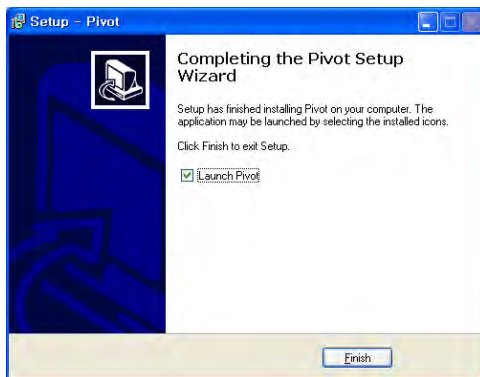 Setup - Pivot
Completing the Pivot Setup
Wizard
Setup has finished installing Pivot on your computer. The
application may be launched by selecting the installed icons.
Click Finish to exit Setup.
Launch Pivot
Finish